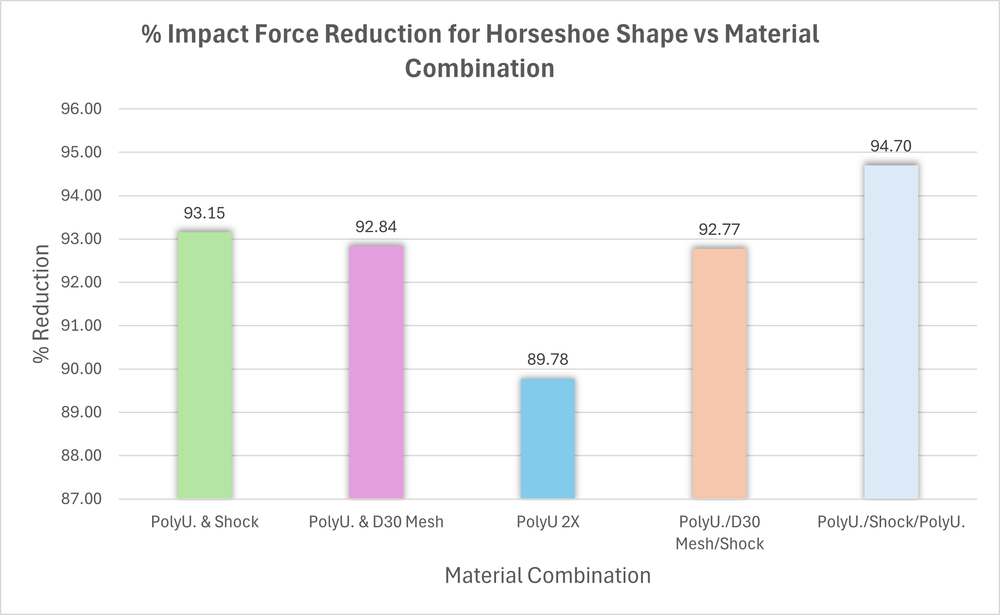 % Impact Force Reduction for Horseshoe Shape vs Material
Combination
96.00
95.00
94.00
93.00
92.00
91.00
90.00
89.00
88.00
87.00
% Reduction
93.15
92.84
89.78
92.77
94.70
PolyU. & Shock
PolyU. & D30 Mesh
PolyU 2X
PolyU./D30
Mesh/Shock
PolyU./Shock/PolyU.
Material Combination